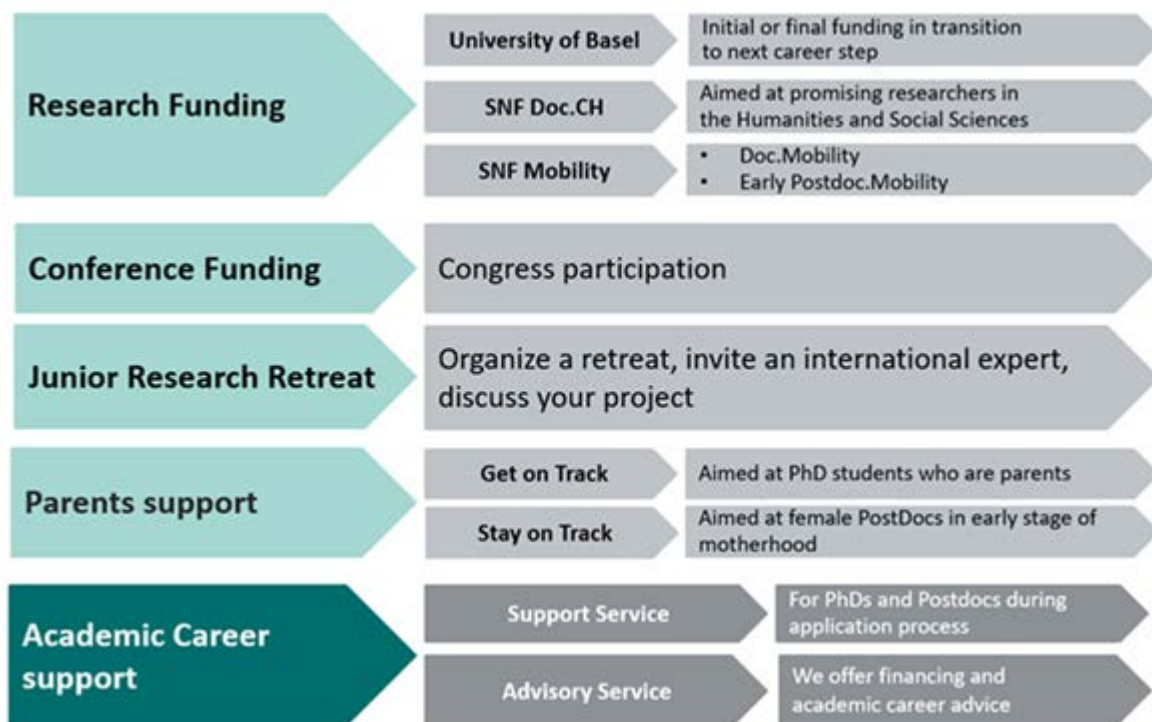 Research Funding
University of Basel
Initial or final funding in transition
to next career step
SNF Doc.CH
Aimed at promising researchers in
the Humanities and Social Sciences
SNF Mobility
• Doc.Mobility
• Early Postdoc.Mobility
Conference Funding
Congress participation
Junior Research Retreat
Organize a retreat, invite an international expert,
discuss your project
Parents support
Get on Track
Aimed at PhD students who are parents
Stay on Track
Aimed at female PostDocs in early stage of
motherhood
Academic Career
support
Support Service
For PhDs and Postdocs during
application process
Advisory Service
We offer financing and
academic career advice